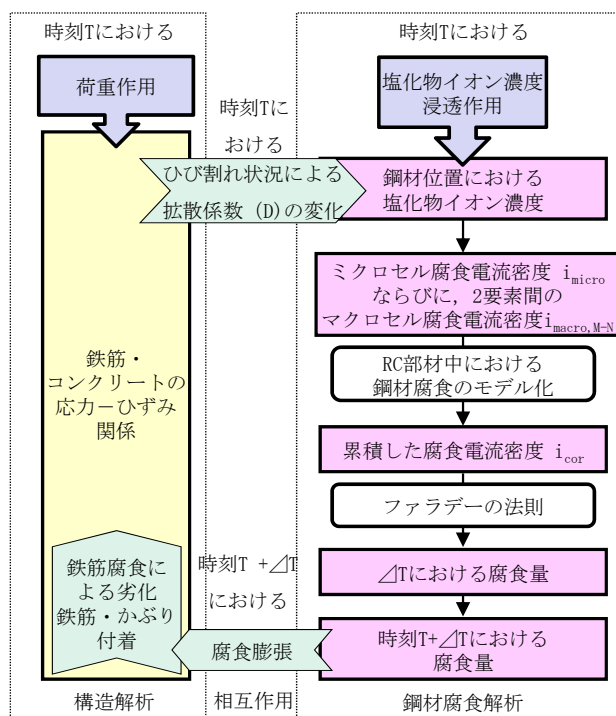 時刻Tにおける
荷重作用
鉄筋・
コンクリートの
応力－ひずみ
関係
鉄筋腐食に
よる劣化
鉄筋・かぶり
付着
構造解析
時刻Tに
おける
ひび割れ状況による
拡散係数 (D)の変化
時刻T +⊿T
における
腐食膨張
相互作用
時刻Tにおける
塩化物イオン濃度
浸透作用
鋼材位置における
塩化物イオン濃度
ミクロセル腐食電流密度 i_micro
ならびに，2要素間の
マクロセル腐食電流密度i_macro,M-N
RC部材中における
鋼材腐食のモデル化
累積した腐食電流密度 i_cor
ファラデーの法則
⊿Tにおける腐食量
時刻T+⊿Tにおける
腐食量
鋼材腐食解析